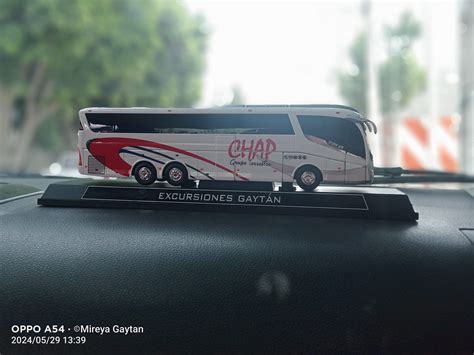 CHAP
EXCURSIONES GAYTÁN
OPPO A54 · ©Mireya Gaytan
2024/05/29 13:39